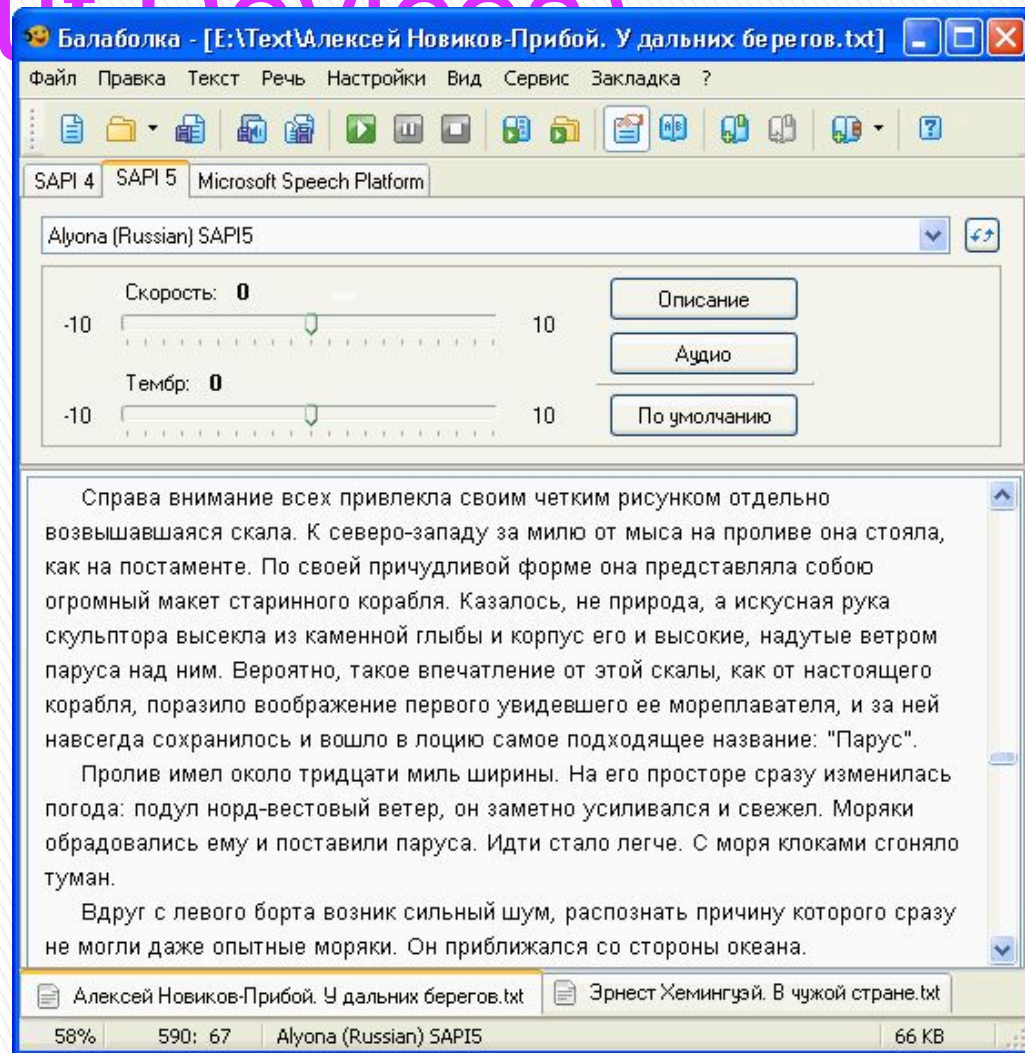 Балаболка - [E:\Text\Алексей Новиков-Прибой. У дальних берегов.txt]
Файл Правка Текст Речь Настройки Вид Сервис Закладка ?
SAPI 4 SAPI 5 Microsoft Speech Platform
Alyona (Russian) SAPI5
Скорость: 0
-10 10
Описание
Аудио
Тембр: 0
-10 10
По умолчанию
Справа внимание всех привлекла своим четким рисунком отдельно
возвышавшаяся скала. К северо-западу за милю от мыса на проливе она стояла,
как на постаменте. По своей причудливой форме она представляла собою
огромный макет старинного корабля. Казалось, не природа, а искусная рука
скульптора высекла из каменной глыбы и корпус его и высокие, надутые ветром
паруса над ним. Вероятно, такое впечатление от этой скалы, как от настоящего
корабля, поразило воображение первого увидевшего ее мореплавателя, и за ней
навсегда сохранилось и вошло в лоцию самое подходящее название: "Парус".
Пролив имел около тридцати миль ширины. На его просторе сразу изменилась
погода: подул норд-вестовый ветер, он заметно усиливался и свежел. Моряки
обрадовались ему и поставили паруса. Идти стало легче. С моря клоками сгоняло
туман.
Вдруг с левого борта возник сильный шум, распознать причину которого сразу
не могли даже опытные моряки. Он приближался со стороны океана.
Алексей Новиков-Прибой. У дальних берегов.txt Эрнест Хемингуэй. В чужой стране.txt
58% 590: 67 Alyona (Russian) SAPI5 66 KB